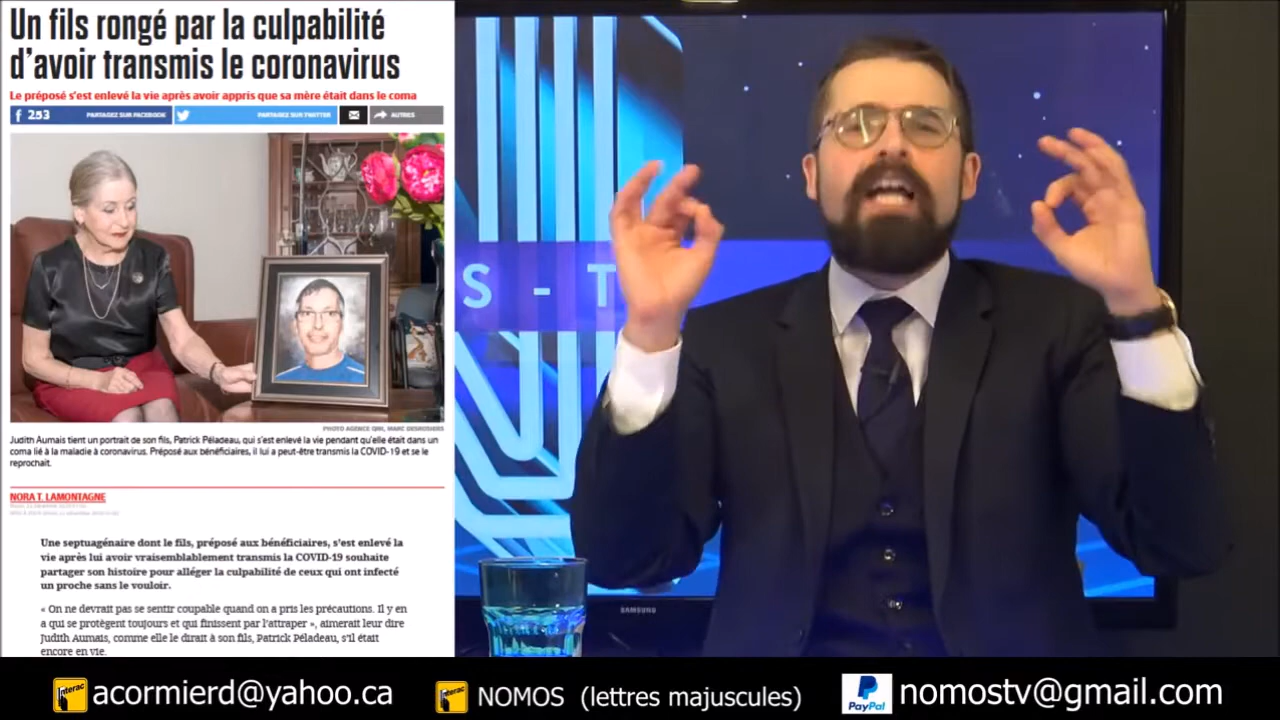 Un fils rongé par la culpabilité
d'avoir transmis le coronavirus
Le préposé s'est enlevé la vie après avoir appris que sa mère était dans le coma
f 253 PARTAGEZ SUR FACEBOOK PARTAGEZ SUR TWITTER AUTRES
PHOTO AGENCE QMI, MARC DESROSIERS
Judith Aumais tient un portrait de son fils, Patrick Péladeau, qui s'est enlevé la vie pendant qu'elle était dans un
coma lié à la maladie à coronavirus. Préposé aux bénéficiaires, il lui a peut-être transmis la COVID-19 et se le
reprochait.
NORA T. LAMONTAGNE
Une septuagénaire dont le fils, préposé aux bénéficiaires, s'est enlevé la
vie après lui avoir vraisemblablement transmis la COVID-19 souhaite
partager son histoire pour alléger la culpabilité de ceux qui ont infecté
un proche sans le vouloir.
« On ne devrait pas se sentir coupable quand on a pris les précautions. Il y en
a qui se protègent toujours et qui finissent par l'attraper », aimerait leur dire
Judith Aumais, comme elle le dirait à son fils, Patrick Péladeau, s'il était
encore en vie.
S - T
SAMSUNG
Interac acormierd@yahoo.ca
Interac NOMOS (lettres majuscules)
PayPal nomostv@gmail.com